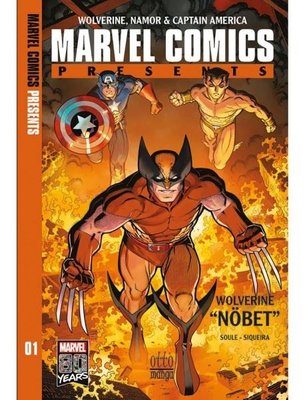 WOLVERINE, NAMOR & CAPTAIN AMERICA
MARVEL COMICS
PRESENTS
WOLVERINE
“NÖBET”
SOULE - SIQUEIRA
otto
manga
MARVEL COMICS
PRESENTS
01
MARVEL
80
YEARS